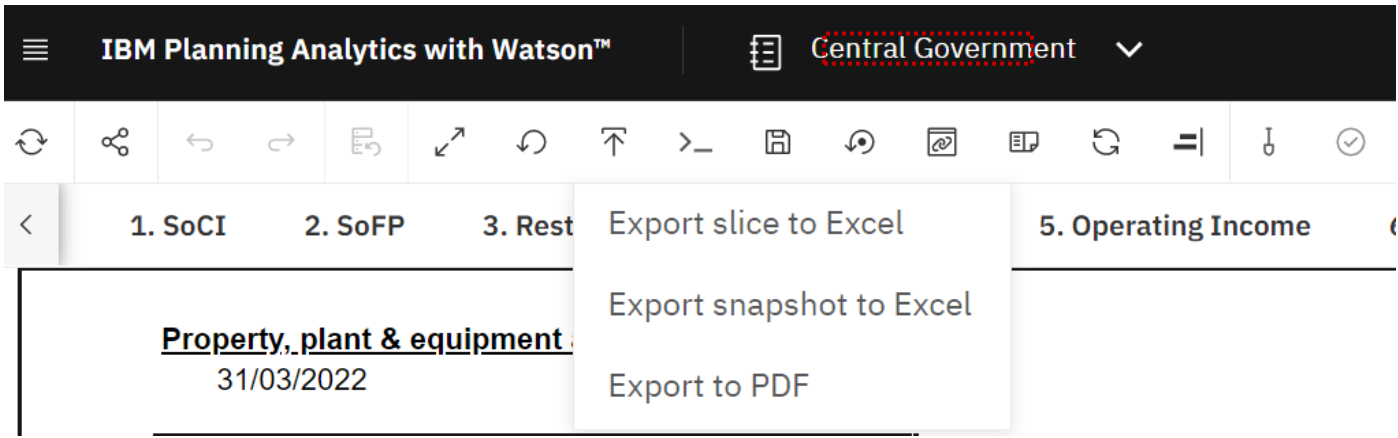 IBM Planning Analytics with Watson™ Central Government
1. SoCI 2. SoFP 3. Rest 5. Operating Income
Export slice to Excel
Export snapshot to Excel
Property, plant & equipment
31/03/2022
Export to PDF